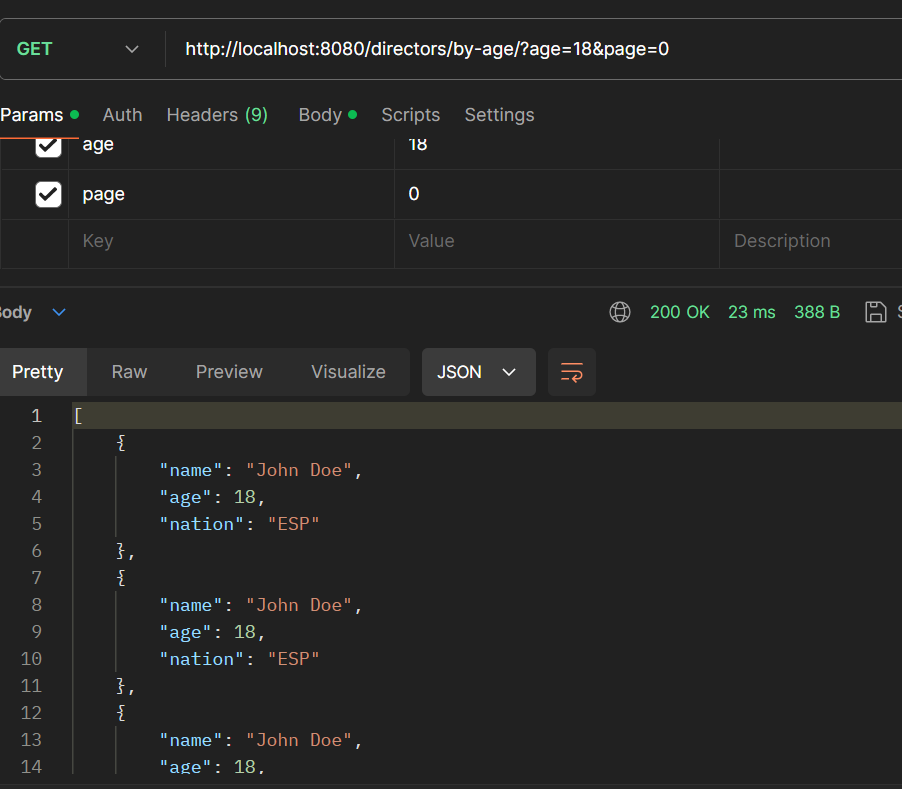 GET http://localhost:8080/directors/by-age/?age=18&page=0
Params Auth Headers (9) Body Scripts Settings
age 18
page 0
Key Value Description
Body 200 OK 23 ms 388 B
Pretty Raw Preview Visualize JSON
1 [
2 {
3 "name": "John Doe",
4 "age": 18,
5 "nation": "ESP"
6 },
7 {
8 "name": "John Doe",
9 "age": 18,
10 "nation": "ESP"
11 },
12 {
13 "name": "John Doe",
14 "age": 18,